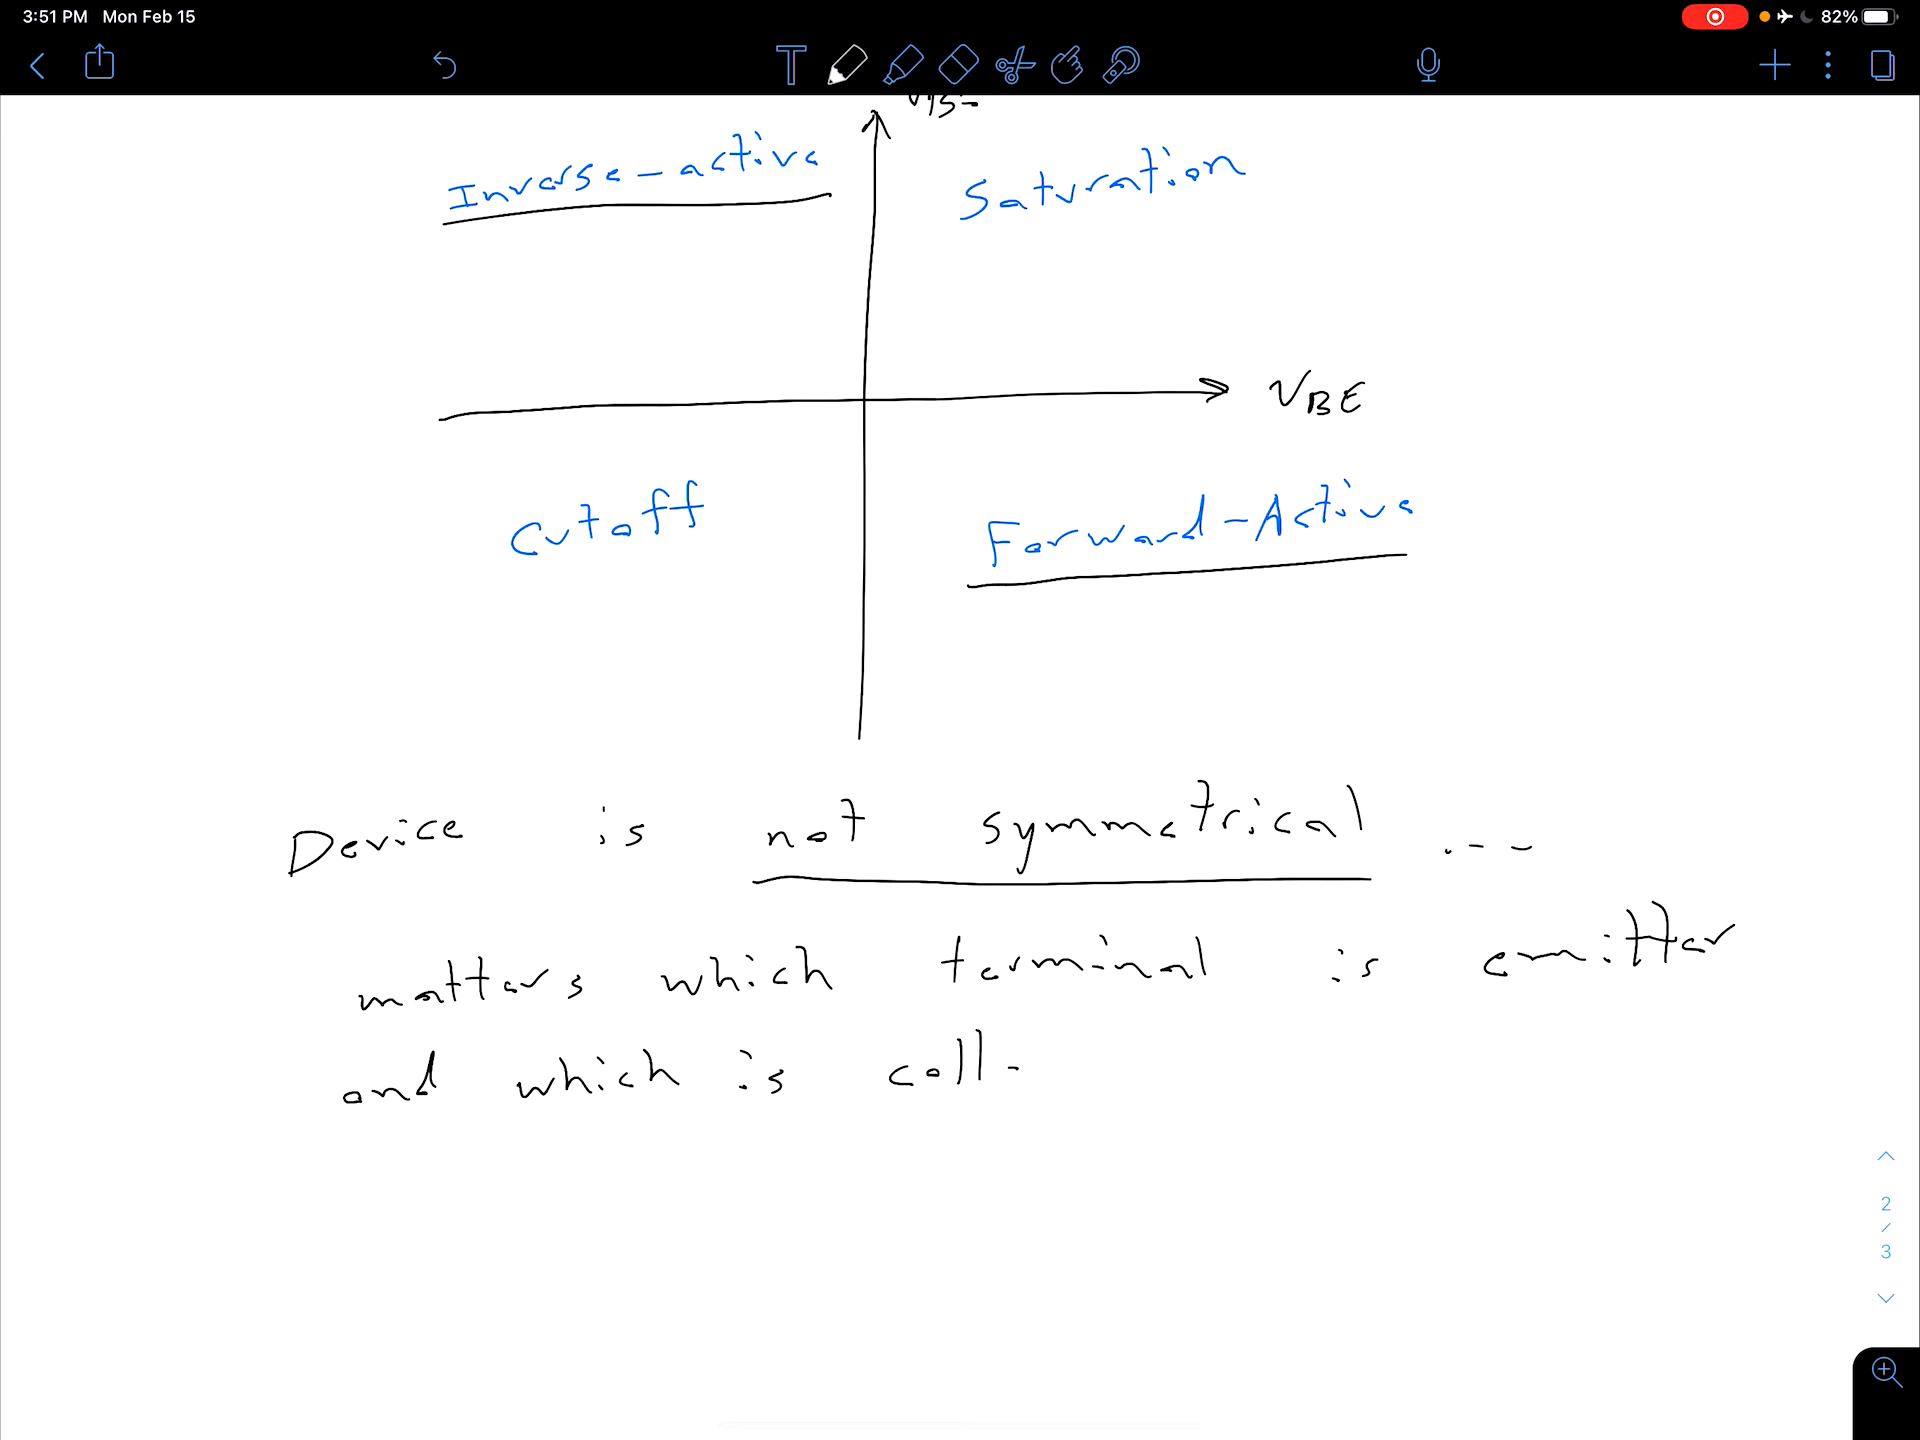 3:51 PM Mon Feb 15
82%
T
Inverse-active
Saturation
VBE
Cutoff
Forward-Active
Device is not symmetrical ...
matters which terminal is emitter
and which is coll.
2
/
3